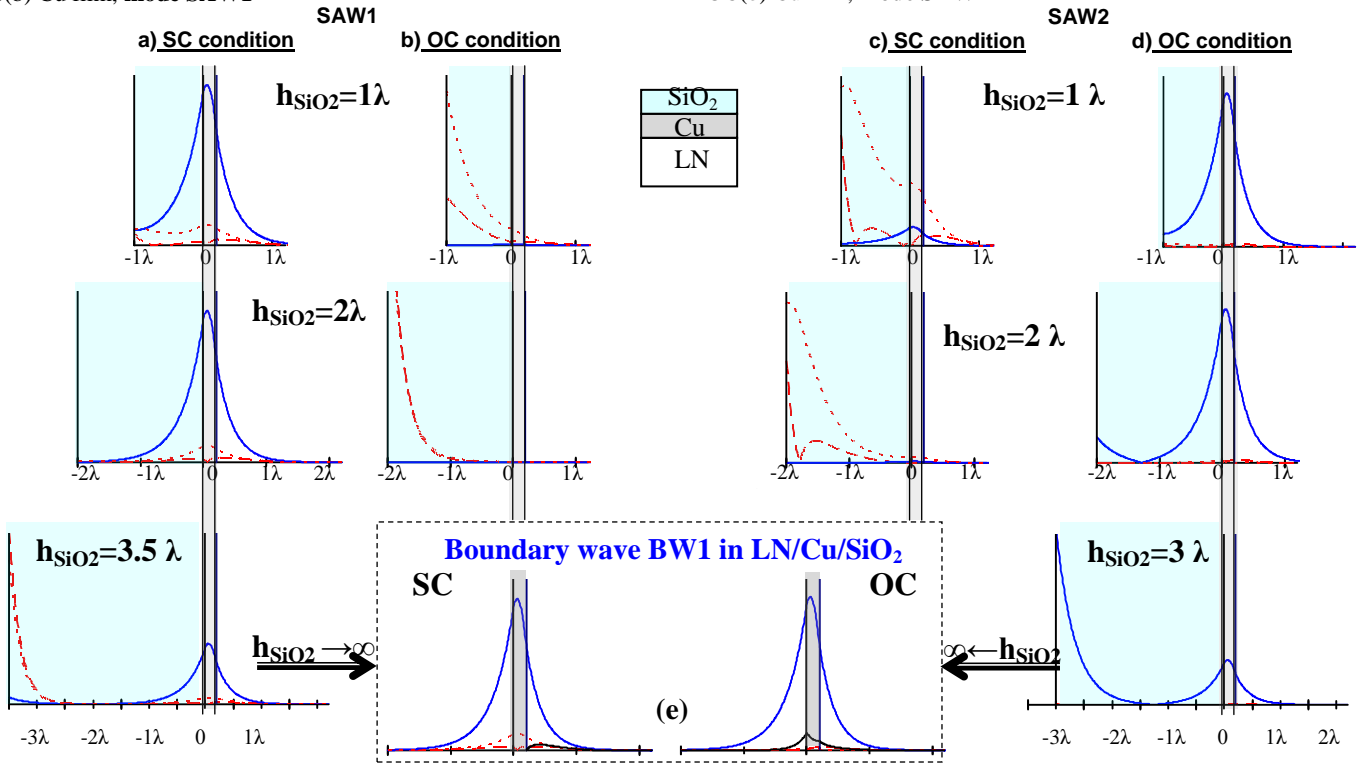 SAW1
SAW2
a) SC condition
b) OC condition
c) SC condition
d) OC condition
hSiO2=1λ
SiO2
Cu
LN
hSiO2=1 λ
-1λ 0 1λ
-1λ 0 1λ
-1λ 0 1λ
-1λ 0 1λ
hSiO2=2λ
hSiO2=2 λ
-2λ -1λ 0 1λ 2λ
-2λ -1λ 0 1λ
-2λ -1λ 0 1λ
-2λ -1λ 0 1λ
hSiO2=3.5 λ
Boundary wave BW1 in LN/Cu/SiO2
SC
OC
hSiO2=3 λ
hSiO2 →∞
∞←hSiO2
(e)
-3λ -2λ -1λ 0 1λ
-3λ -2λ -1λ 0 1λ 2λ